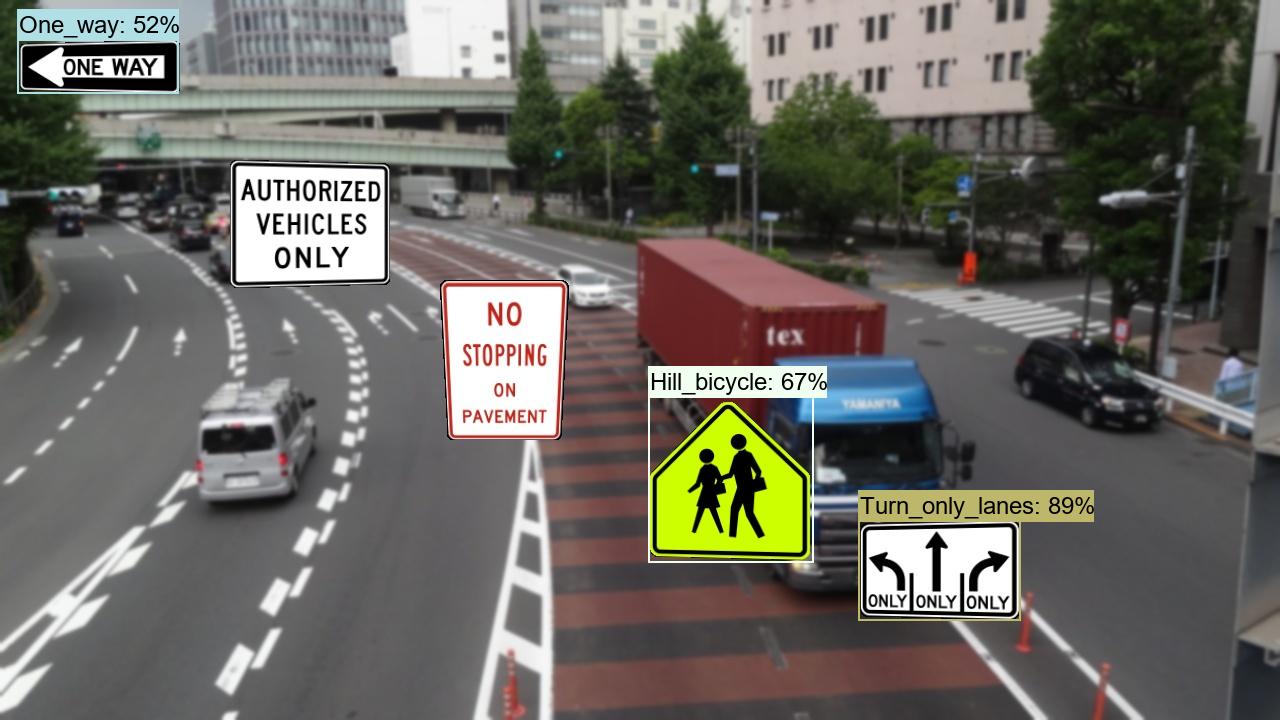 One_way: 52%
ONE WAY
AUTHORIZED
VEHICLES
ONLY
NO
STOPPING
ON
PAVEMENT
tex
Hill_bicycle: 67%
YAMANIYA
Turn_only_lanes: 89%
ONLY ONLY ONLY